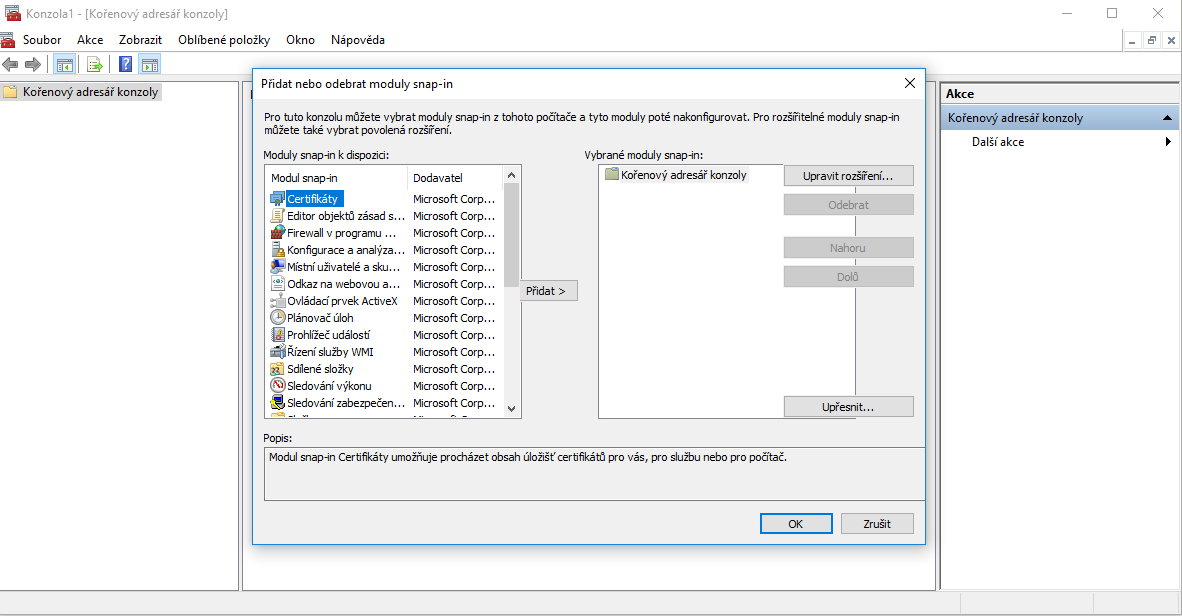 Konzola1 - [Kořenový adresář konzoly]
Soubor Akce Zobrazit Oblíbené položky Okno Nápověda
Kořenový adresář konzoly
Přidat nebo odebrat moduly snap-in
Pro tuto konzolu můžete vybrat moduly snap-in z tohoto počítače a tyto moduly poté nakonfigurovat. Pro rozšiřitelné moduly snap-in
můžete také vybrat povolená rozšíření.
Moduly snap-in k dispozici:
Modul snap-in Dodavatel
Certifikáty Microsoft Corp...
Editor objektů zásad s... Microsoft Corp...
Firewall v programu ... Microsoft Corp...
Konfigurace a analýza... Microsoft Corp...
Místní uživatelé a sku... Microsoft Corp...
Odkaz na webovou a... Microsoft Corp...
Ovládací prvek ActiveX Microsoft Corp...
Plánovač úloh Microsoft Corp...
Prohlížeč událostí Microsoft Corp...
Řízení služby WMI Microsoft Corp...
Sdílené složky Microsoft Corp...
Sledování výkonu Microsoft Corp...
Sledování zabezpečen... Microsoft Corp...
Přidat >
Vybrané moduly snap-in:
Kořenový adresář konzoly
Upravit rozšíření...
Odebrat
Nahoru
Dolů
Upřesnit...
Popis:
Modul snap-in Certifikáty umožňuje procházet obsah úložišť certifikátů pro vás, pro službu nebo pro počítač.
OK Zrušit
Akce
Kořenový adresář konzoly
Další akce